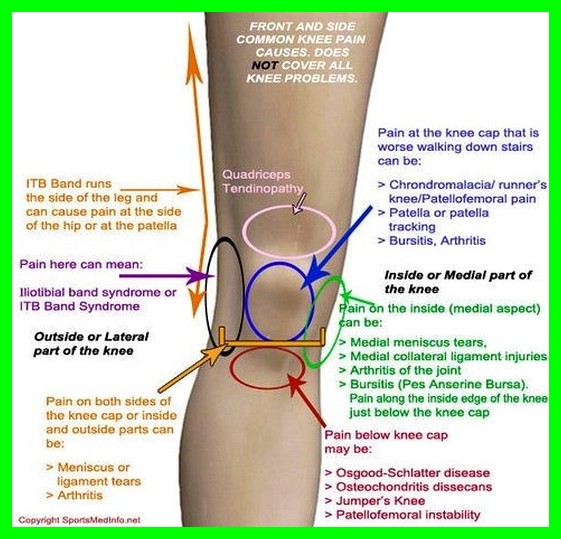 FRONT AND SIDE
COMMON KNEE PAIN
CAUSES. DOES
NOT COVER ALL
KNEE PROBLEMS.
Pain at the knee cap that is
worse walking down stairs
can be:
> Chrondromalacia/ runner's
knee/Patellofemoral pain
> Patella or patella
tracking
> Bursitis, Arthritis
Quadriceps
Tendinopathy
ITB Band runs
the side of the leg and
can cause pain at the side
of the hip or at the patella
Pain here can mean:
Iliotibial band syndrome or
ITB Band Syndrome
Outside or Lateral
part of the knee
Inside or Medial part of
the knee
Pain on the inside (medial aspect)
can be:
> Medial meniscus tears,
> Medial collateral ligament injuries
> Arthritis of the joint
> Bursitis (Pes Anserine Bursa).
Pain along the inside edge of the knee
just below the knee cap
Pain on both sides of
the knee cap or inside
and outside parts can
be:
> Meniscus or
ligament tears
> Arthritis
Pain below knee cap
may be:
> Osgood-Schlatter disease
> Osteochondritis dissecans
> Jumper's Knee
> Patellofemoral instability
Copyright SportsMedInfo.net